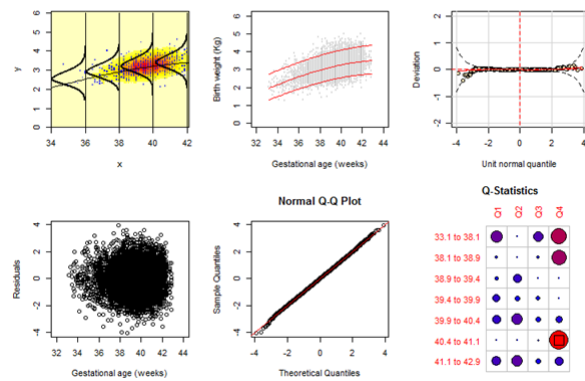 y
0 1 2 3 4 5 6
34 36 38 40 42
x
Birth weight (Kg)
0 1 2 3 4 5 6
32 34 36 38 40 42 44
Gestational age (weeks)
Deviation
-2 -1 0 1 2
-4 -2 0 2 4
Unit normal quantile
Residuals
-4 -2 0 2 4
32 34 36 38 40 42 44
Gestational age (weeks)
Normal Q-Q Plot
Sample Quantiles
-4 -2 0 2 4
-4 -2 0 2 4
Theoretical Quantiles
Q-Statistics
Q1 Q2 Q3 Q4
33.1 to 38.1
38.1 to 38.9
38.9 to 39.4
39.4 to 39.9
39.9 to 40.4
40.4 to 41.1
41.1 to 42.9